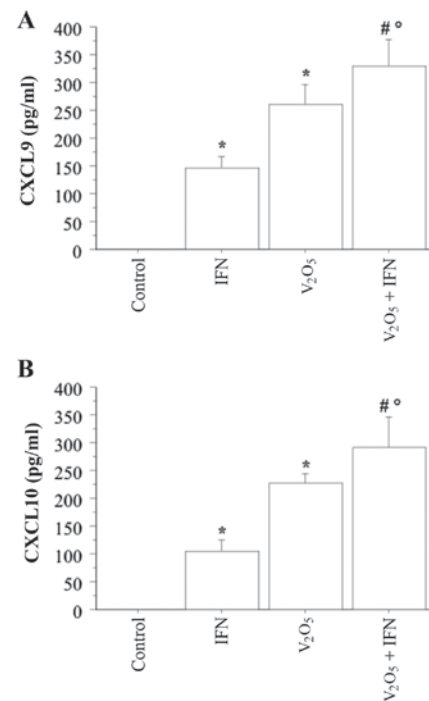 A
CXCL9 (pg/ml)
400
350
300
250
200
150
100
50
0
*
*
# °
Control
IFN
V₂O₅
V₂O₅ + IFN
B
CXCL10 (pg/ml)
400
350
300
250
200
150
100
50
0
*
*
# °
Control
IFN
V₂O₅
V₂O₅ + IFN